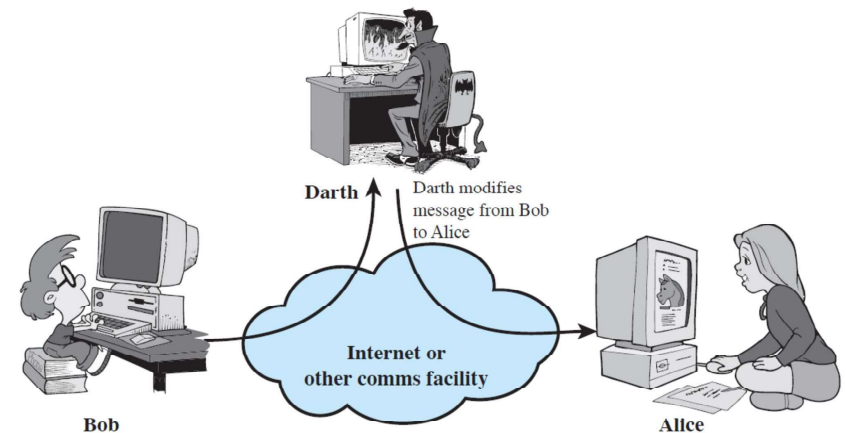 Darth
Darth modifies
message from Bob
to Alice
Internet or
other comms facility
Bob
Alice